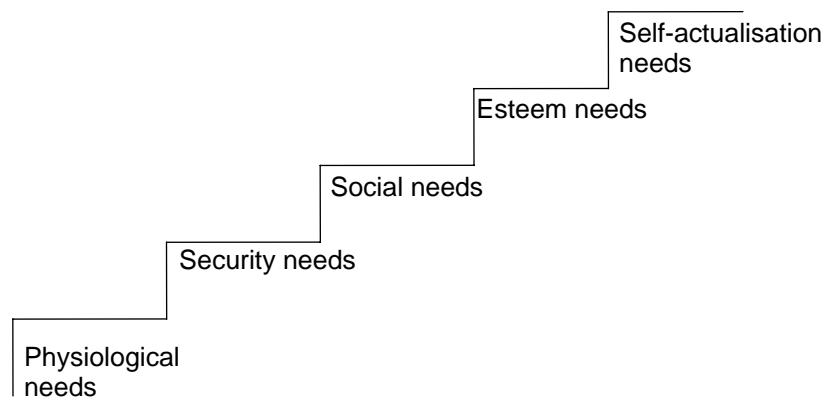 Self-actualisation
needs
Esteem needs
Social needs
Security needs
Physiological
needs